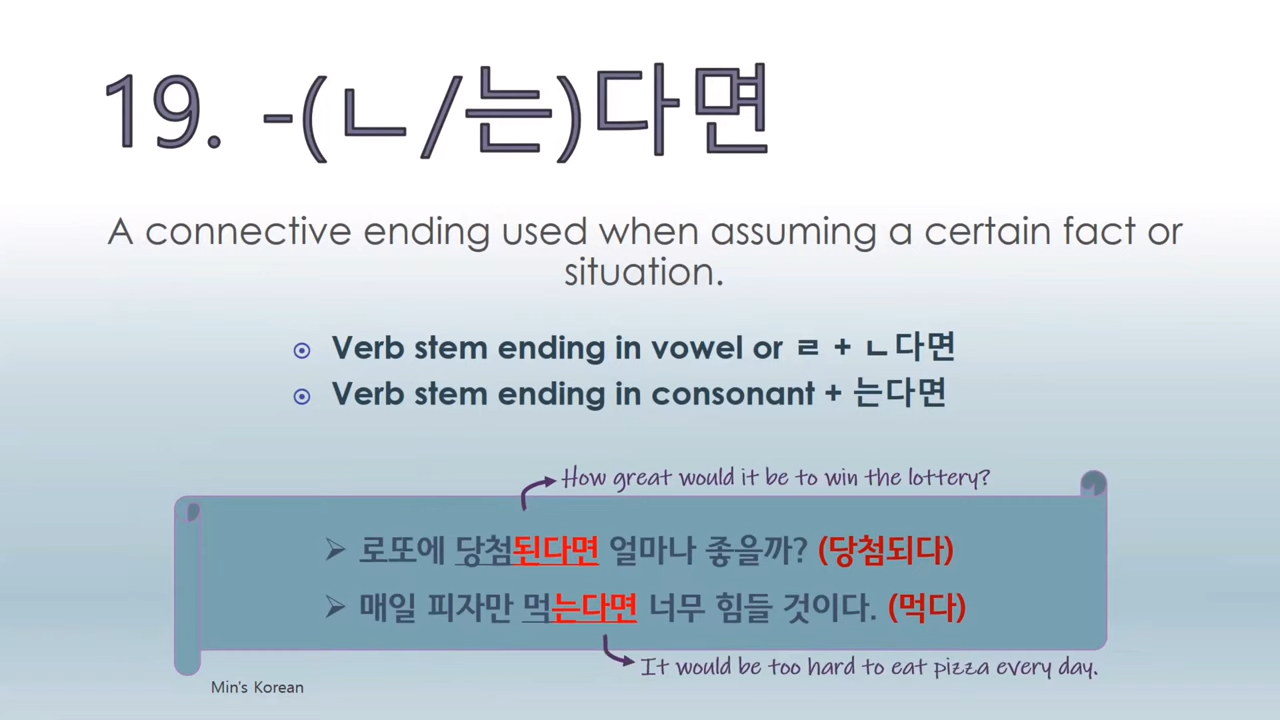 19. -(ㄴ/는)다면
A connective ending used when assuming a certain fact or
situation.
Verb stem ending in vowel or ㄹ + ㄴ다면
Verb stem ending in consonant + 는다면
How great would it be to win the lottery?
로또에 당첨된다면 얼마나 좋을까? (당첨되다)
매일 피자만 먹는다면 너무 힘들 것이다. (먹다)
It would be too hard to eat pizza every day.
Min's Korean